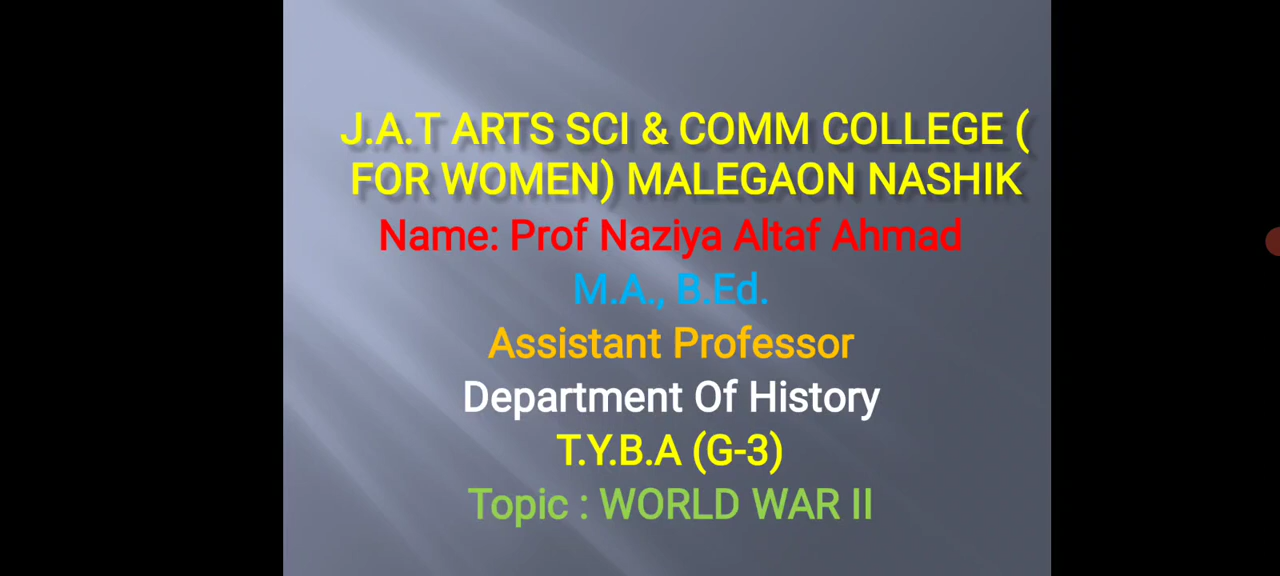 J.A.T ARTS SCI & COMM COLLEGE (
FOR WOMEN) MALEGAON NASHIK
Name: Prof Naziya Altaf Ahmad
M.A., B.Ed.
Assistant Professor
Department Of History
T.Y.B.A (G-3)
Topic : WORLD WAR II